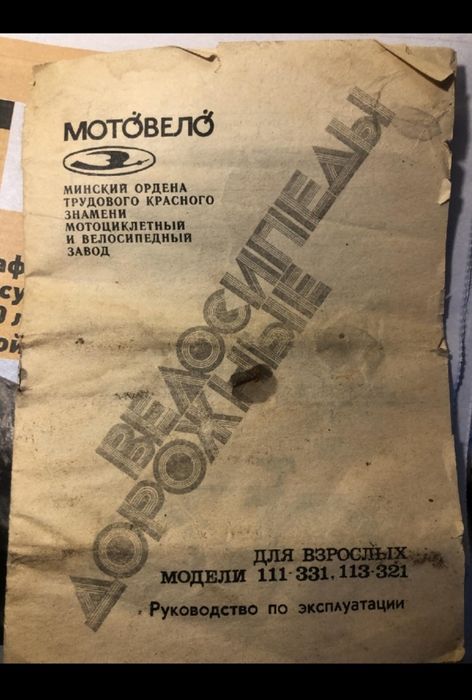 МОТОВЕЛО
МИНСКИЙ ОРДЕНА
ТРУДОВОГО КРАСНОГО
ЗНАМЕНИ
МОТОЦИКЛЕТНЫЙ
И ВЕЛОСИПЕДНЫЙ
ЗАВОД
ВЕЛОСИПЕДЫ
ДОРОЖНЫЕ
ДЛЯ ВЗРОСЛЫХ
МОДЕЛИ 111-331, 113-321
Руководство по эксплуатации